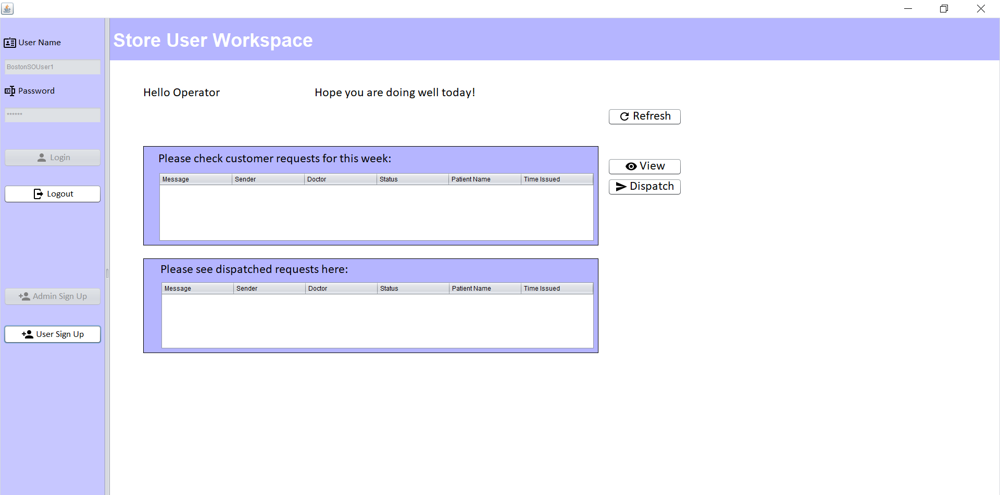 User Name
BostonSOUser1
Password
******
Login
Logout
Admin Sign Up
User Sign Up
Store User Workspace
Hello Operator Hope you are doing well today!
Refresh
Please check customer requests for this week:
Message Sender Doctor Status Patient Name Time Issued
View
Dispatch
Please see dispatched requests here:
Message Sender Doctor Status Patient Name Time Issued